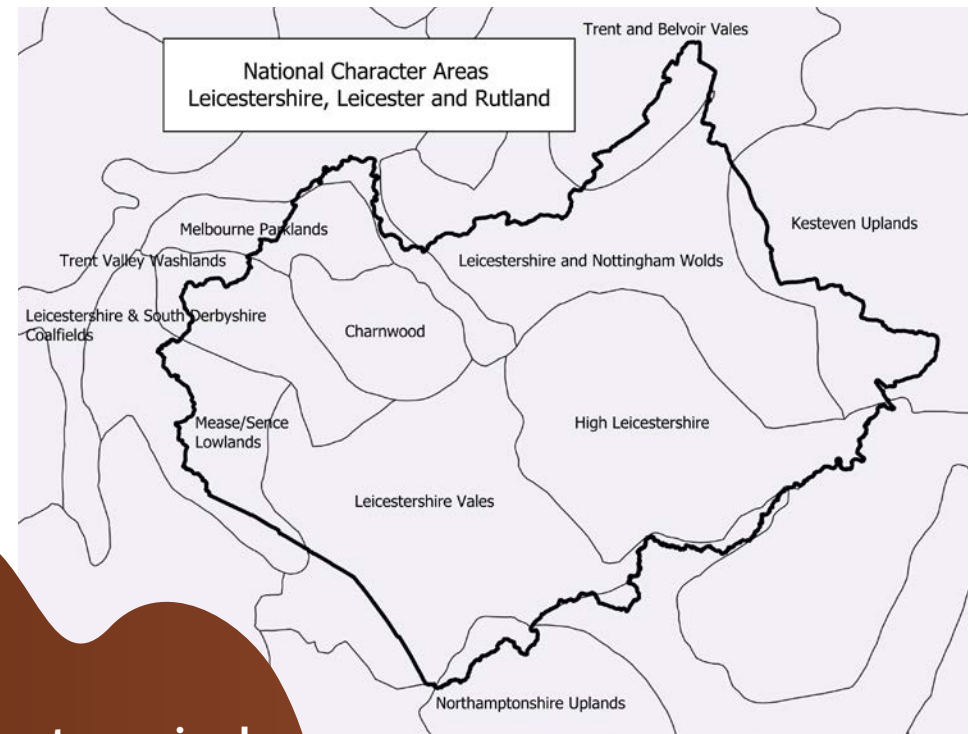 Trent and Belvoir Vales
National Character Areas
Leicestershire, Leicester and Rutland
Melbourne Parklands
Kesteven Uplands
Trent Valley Washlands
Leicestershire and Nottingham Wolds
Leicestershire & South Derbyshire
Coalfields
Charnwood
Mease/Sence
Lowlands
High Leicestershire
Leicestershire Vales
Northamptonshire Uplands